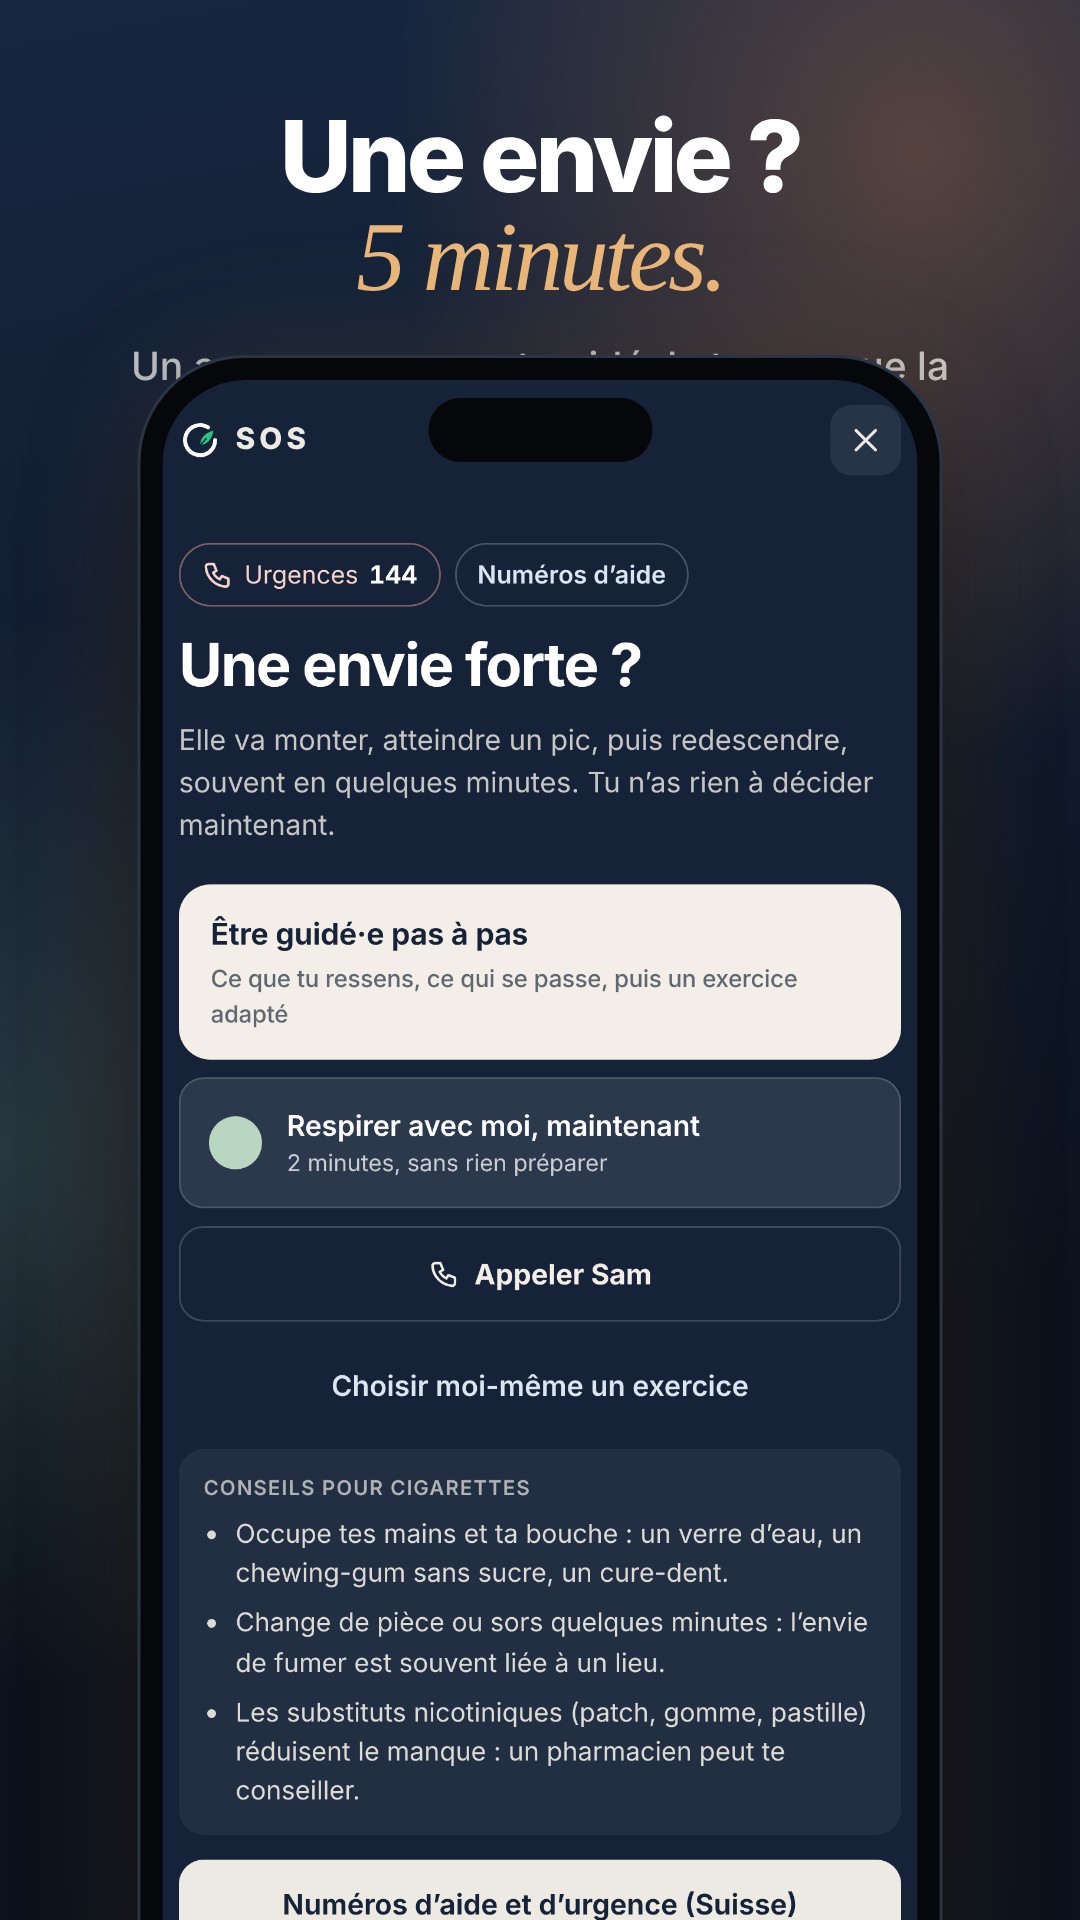 Une envie ?
5 minutes.
Un la
SOS
Urgences 144
Numéros d’aide
Une envie forte ?
Elle va monter, atteindre un pic, puis redescendre,
souvent en quelques minutes. Tu n’as rien à décider
maintenant.
Être guidé·e pas à pas
Ce que tu ressens, ce qui se passe, puis un exercice
adapté
Respirer avec moi, maintenant
2 minutes, sans rien préparer
Appeler Sam
Choisir moi-même un exercice
CONSEILS POUR CIGARETTES
• Occupe tes mains et ta bouche : un verre d’eau, un
chewing-gum sans sucre, un cure-dent.
• Change de pièce ou sors quelques minutes : l’envie
de fumer est souvent liée à un lieu.
• Les substituts nicotiniques (patch, gomme, pastille)
réduisent le manque : un pharmacien peut te
conseiller.
Numéros d’aide et d’urgence (Suisse)